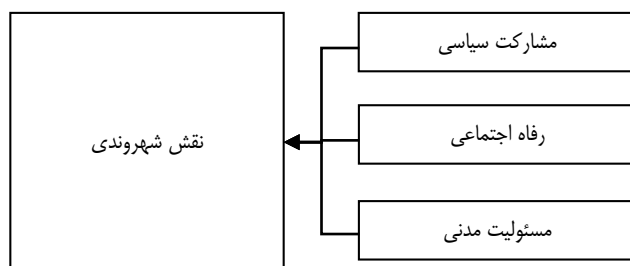 مشارکت سیاسی
رفاه اجتماعی
نقش شهروندی
مسئولیت مدنی